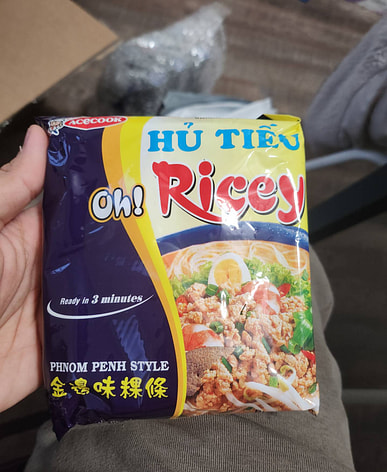 ACECOOK
HỦ TIẾU
Oh! Ricey
Ready in 3 minutes
PHNOM PENH STYLE
金邊味粿條